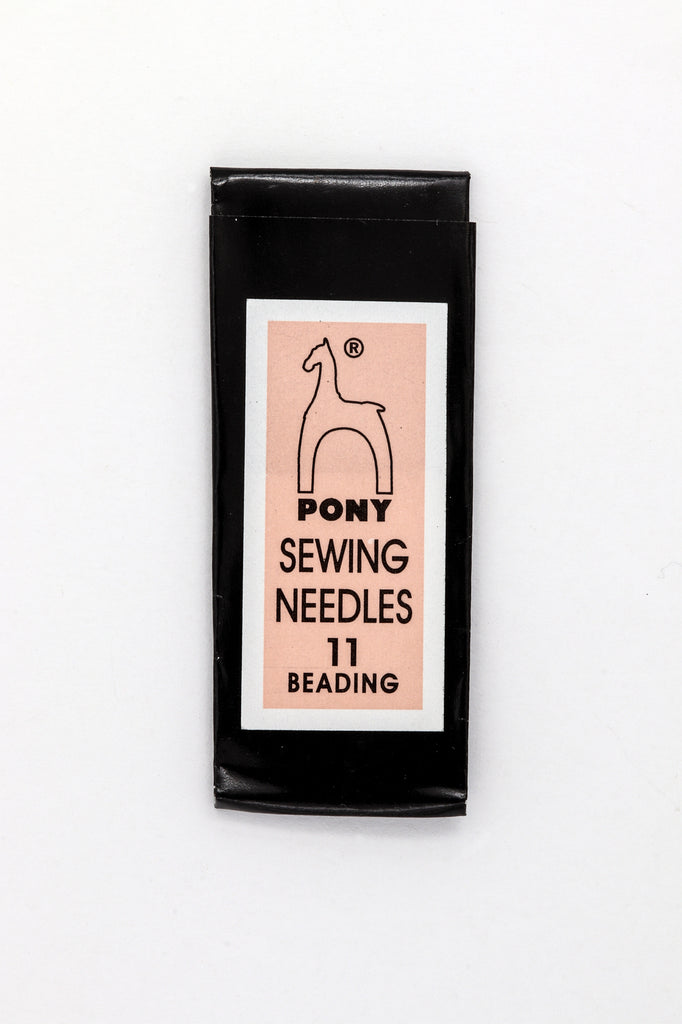 ®
PONY
SEWING
NEEDLES
11
BEADING